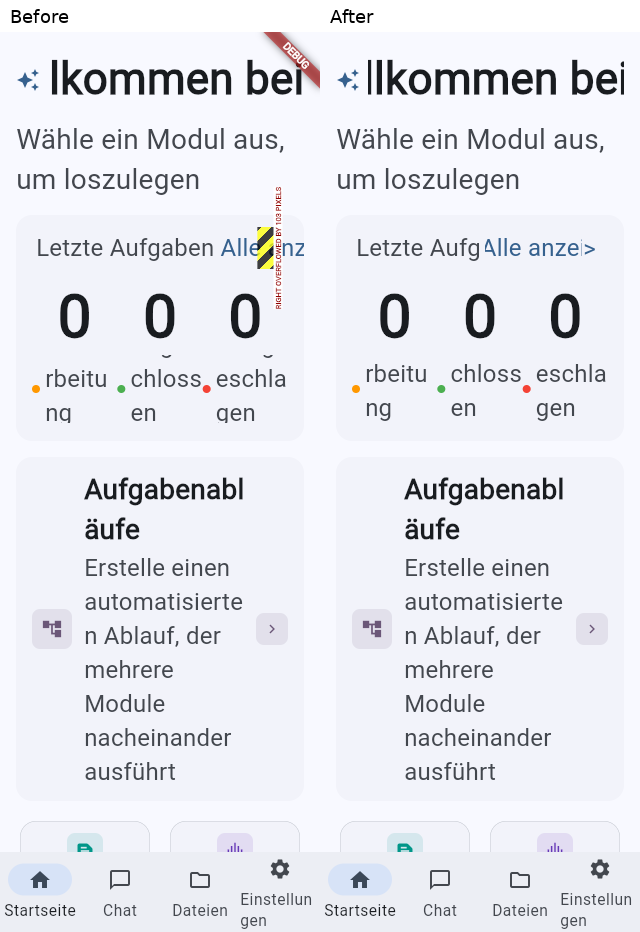 Before
After
lkommen bei
DEBUG
Wähle ein Modul aus,
um loszulegen
Letzte Aufgaben Alle nz
RIGHT OVERFLOWED BY 103 PIXELS
0 0 0
rbeitu
ng
chloss
en
eschla
gen
Aufgabenabl
äufe
Erstelle einen
automatisierte
n Ablauf, der
mehrere
Module
nacheinander
ausführt
Startseite
Chat
Dateien
Einstellun
gen
llkommen bei
Wähle ein Modul aus,
um loszulegen
Letzte Aufg Alle anzei >
0 0 0
rbeitu
ng
chloss
en
eschla
gen
Aufgabenabl
äufe
Erstelle einen
automatisierte
n Ablauf, der
mehrere
Module
nacheinander
ausführt
Startseite
Chat
Dateien
Einstellun
gen